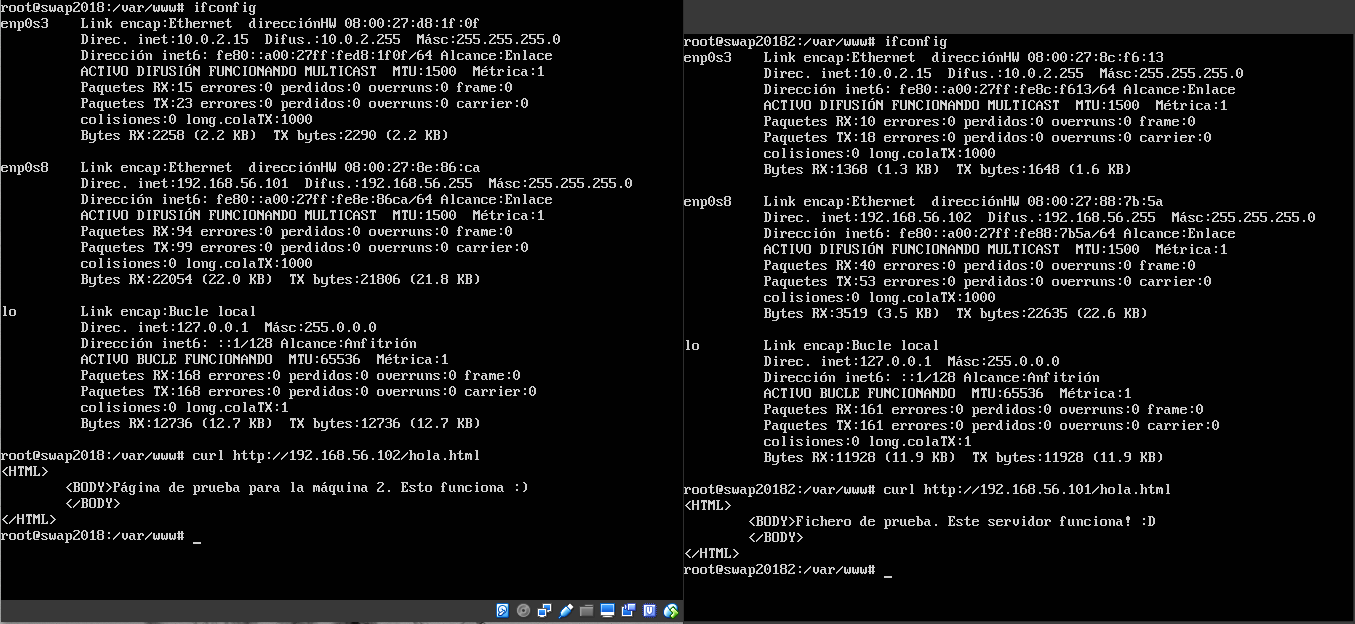 root@swap2018:/var/www# ifconfig
enp0s3    Link encap:Ethernet  direcciónHW 08:00:27:d8:1f:0f
          Direc. inet:10.0.2.15  Difus.:10.0.2.255  Másc:255.255.255.0
          Dirección inet6: fe80::a00:27ff:fed8:1f0f/64 Alcance:Enlace
          ACTIVO DIFUSIÓN FUNCIONANDO MULTICAST  MTU:1500  Métrica:1
          Paquetes RX:15 errores:0 perdidos:0 overruns:0 frame:0
          Paquetes TX:23 errores:0 perdidos:0 overruns:0 carrier:0
          colisiones:0 long.colaTX:1000
          Bytes RX:2258 (2.2 KB)  TX bytes:2290 (2.2 KB)
enp0s8    Link encap:Ethernet  direcciónHW 08:00:27:8e:86:ca
          Direc. inet:192.168.56.101  Difus.:192.168.56.255  Másc:255.255.255.0
          Dirección inet6: fe80::a00:27ff:fe8e:86ca/64 Alcance:Enlace
          ACTIVO DIFUSIÓN FUNCIONANDO MULTICAST  MTU:1500  Métrica:1
          Paquetes RX:94 errores:0 perdidos:0 overruns:0 frame:0
          Paquetes TX:99 errores:0 perdidos:0 overruns:0 carrier:0
          colisiones:0 long.colaTX:1000
          Bytes RX:22054 (22.0 KB)  TX bytes:21806 (21.8 KB)
lo        Link encap:Bucle local
          Direc. inet:127.0.0.1  Másc:255.0.0.0
          Dirección inet6: ::1/128 Alcance:Anfitrión
          ACTIVO BUCLE FUNCIONANDO  MTU:65536  Métrica:1
          Paquetes RX:168 errores:0 perdidos:0 overruns:0 frame:0
          Paquetes TX:168 errores:0 perdidos:0 overruns:0 carrier:0
          colisiones:0 long.colaTX:1
          Bytes RX:12736 (12.7 KB)  TX bytes:12736 (12.7 KB)
root@swap2018:/var/www# curl http://192.168.56.102/hola.html
<HTML>
        <BODY>Página de prueba para la máquina 2. Esto funciona :)
        </BODY>
</HTML>
root@swap2018:/var/www# _
root@swap20182:/var/www# ifconfig
enp0s3    Link encap:Ethernet  direcciónHW 08:00:27:8c:f6:13
          Direc. inet:10.0.2.15  Difus.:10.0.2.255  Másc:255.255.255.0
          Dirección inet6: fe80::a00:27ff:fe8c:f613/64 Alcance:Enlace
          ACTIVO DIFUSIÓN FUNCIONANDO MULTICAST  MTU:1500  Métrica:1
          Paquetes RX:10 errores:0 perdidos:0 overruns:0 frame:0
          Paquetes TX:18 errores:0 perdidos:0 overruns:0 carrier:0
          colisiones:0 long.colaTX:1000
          Bytes RX:1368 (1.3 KB)  TX bytes:1648 (1.6 KB)
enp0s8    Link encap:Ethernet  direcciónHW 08:00:27:88:7b:5a
          Direc. inet:192.168.56.102  Difus.:192.168.56.255  Másc:255.255.255.0
          Dirección inet6: fe80::a00:27ff:fe88:7b5a/64 Alcance:Enlace
          ACTIVO DIFUSIÓN FUNCIONANDO MULTICAST  MTU:1500  Métrica:1
          Paquetes RX:40 errores:0 perdidos:0 overruns:0 frame:0
          Paquetes TX:53 errores:0 perdidos:0 overruns:0 carrier:0
          colisiones:0 long.colaTX:1000
          Bytes RX:3519 (3.5 KB)  TX bytes:22635 (22.6 KB)
lo        Link encap:Bucle local
          Direc. inet:127.0.0.1  Másc:255.0.0.0
          Dirección inet6: ::1/128 Alcance:Anfitrión
          ACTIVO BUCLE FUNCIONANDO  MTU:65536  Métrica:1
          Paquetes RX:161 errores:0 perdidos:0 overruns:0 frame:0
          Paquetes TX:161 errores:0 perdidos:0 overruns:0 carrier:0
          colisiones:0 long.colaTX:1
          Bytes RX:11928 (11.9 KB)  TX bytes:11928 (11.9 KB)
root@swap20182:/var/www# curl http://192.168.56.101/hola.html
<HTML>
        <BODY>Fichero de prueba. Este servidor funciona! :D
        </BODY>
</HTML>
root@swap20182:/var/www# _